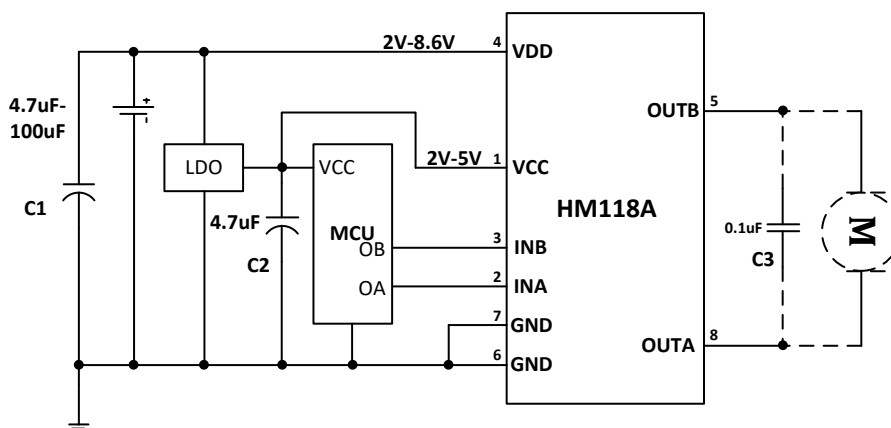 2V-8.6V
4
VDD
4.7uF-
100uF
+
-
OUTB
5
LDO
VCC
2V-5V
1
VCC
C1
HM118A
4.7uF
MCU
0.1uF
M
C2
OB
3
INB
C3
OA
2
INA
7
GND
OUTA
8
6
GND